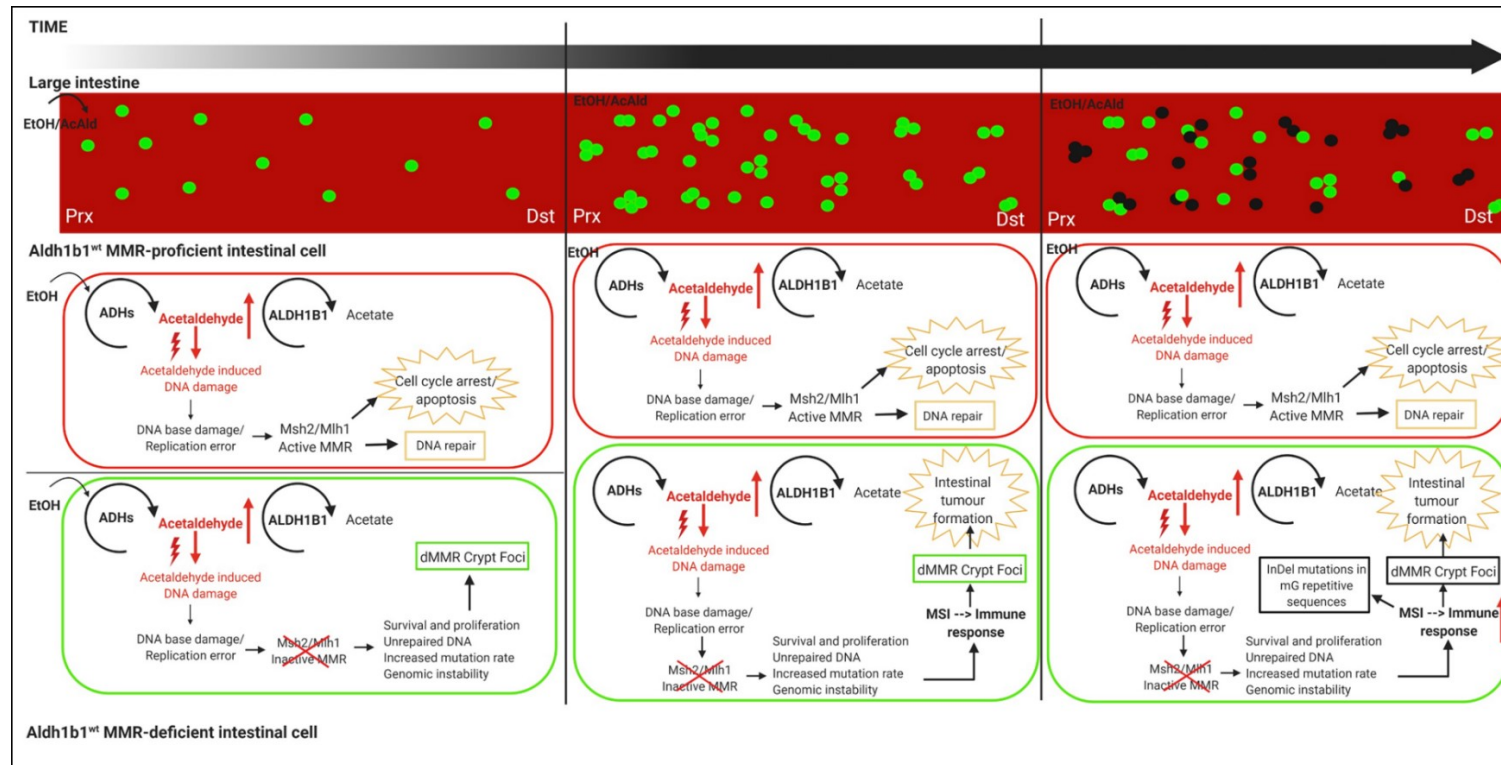 TIME
Large intestine
EtOH/AcAld
Prx
Dst
EtOH/AcAld
Prx
Dst
EtOH/AcAld
Prx
Dst
Aldh1b1ʷᵗ MMR-proficient intestinal cell
EtOH
ADHs
Acetaldehyde
ALDH1B1
Acetate
Acetaldehyde induced
DNA damage
DNA base damage/
Replication error
Msh2/Mlh1
Active MMR
Cell cycle arrest/
apoptosis
DNA repair
EtOH
ADHs
Acetaldehyde
ALDH1B1
Acetate
Acetaldehyde induced
DNA damage
DNA base damage/
Replication error
Msh2/Mlh1
Active MMR
Cell cycle arrest/
apoptosis
DNA repair
EtOH
ADHs
Acetaldehyde
ALDH1B1
Acetate
Acetaldehyde induced
DNA damage
DNA base damage/
Replication error
Msh2/Mlh1
Active MMR
Cell cycle arrest/
apoptosis
DNA repair
EtOH
ADHs
Acetaldehyde
ALDH1B1
Acetate
Acetaldehyde induced
DNA damage
DNA base damage/
Replication error
Msh2/Mlh1
Inactive MMR
Survival and proliferation
Unrepaired DNA
Increased mutation rate
Genomic instability
dMMR Crypt Foci
ADHs
Acetaldehyde
ALDH1B1
Acetate
Acetaldehyde induced
DNA damage
DNA base damage/
Replication error
Msh2/Mlh1
Inactive MMR
Survival and proliferation
Unrepaired DNA
Increased mutation rate
Genomic instability
MSI --> Immune
response
dMMR Crypt Foci
Intestinal
tumour
formation
ADHs
Acetaldehyde
ALDH1B1
Acetate
Acetaldehyde induced
DNA damage
DNA base damage/
Replication error
Msh2/Mlh1
Inactive MMR
Survival and proliferation
Unrepaired DNA
Increased mutation rate
Genomic instability
MSI --> Immune
response
InDel mutations in
mG repetitive
sequences
dMMR Crypt Foci
Intestinal
tumour
formation
Aldh1b1ʷᵗ MMR-deficient intestinal cell